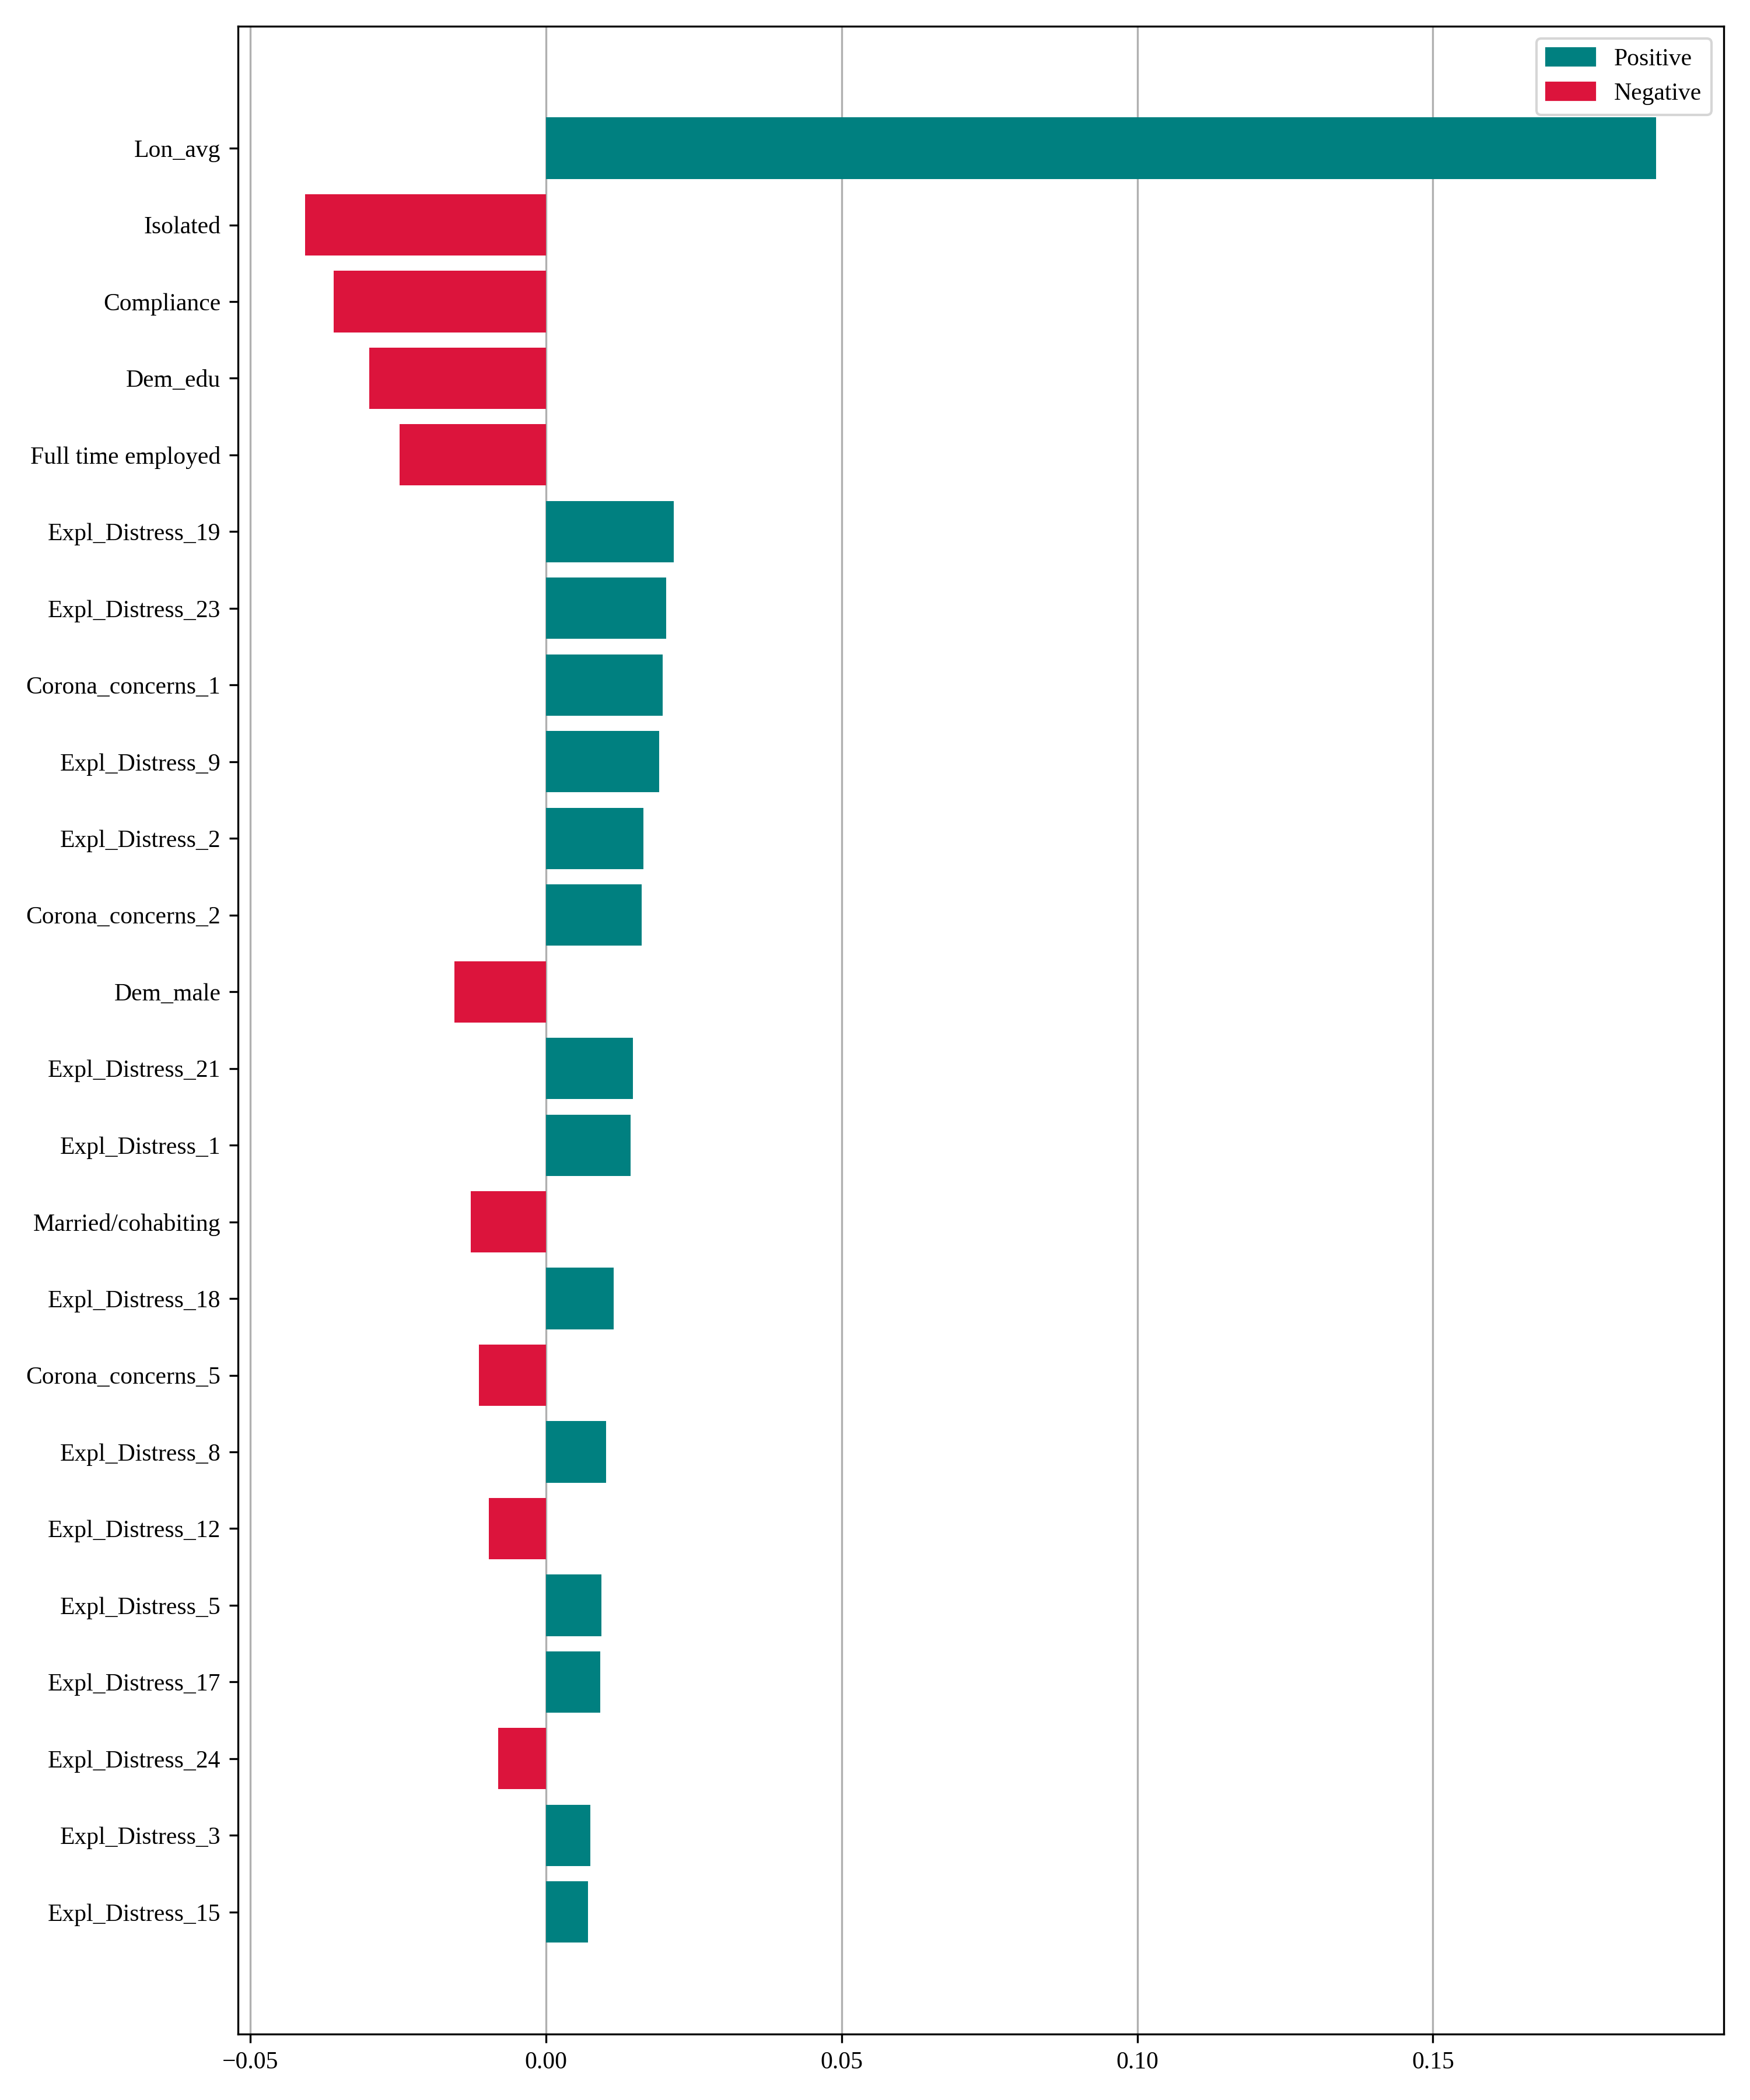 Positive
Negative
Lon_avg
Isolated
Compliance
Dem_edu
Full time employed
Expl_Distress_19
Expl_Distress_23
Corona_concerns_1
Expl_Distress_9
Expl_Distress_2
Corona_concerns_2
Dem_male
Expl_Distress_21
Expl_Distress_1
Married/cohabiting
Expl_Distress_18
Corona_concerns_5
Expl_Distress_8
Expl_Distress_12
Expl_Distress_5
Expl_Distress_17
Expl_Distress_24
Expl_Distress_3
Expl_Distress_15
−0.05 0.00 0.05 0.10 0.15